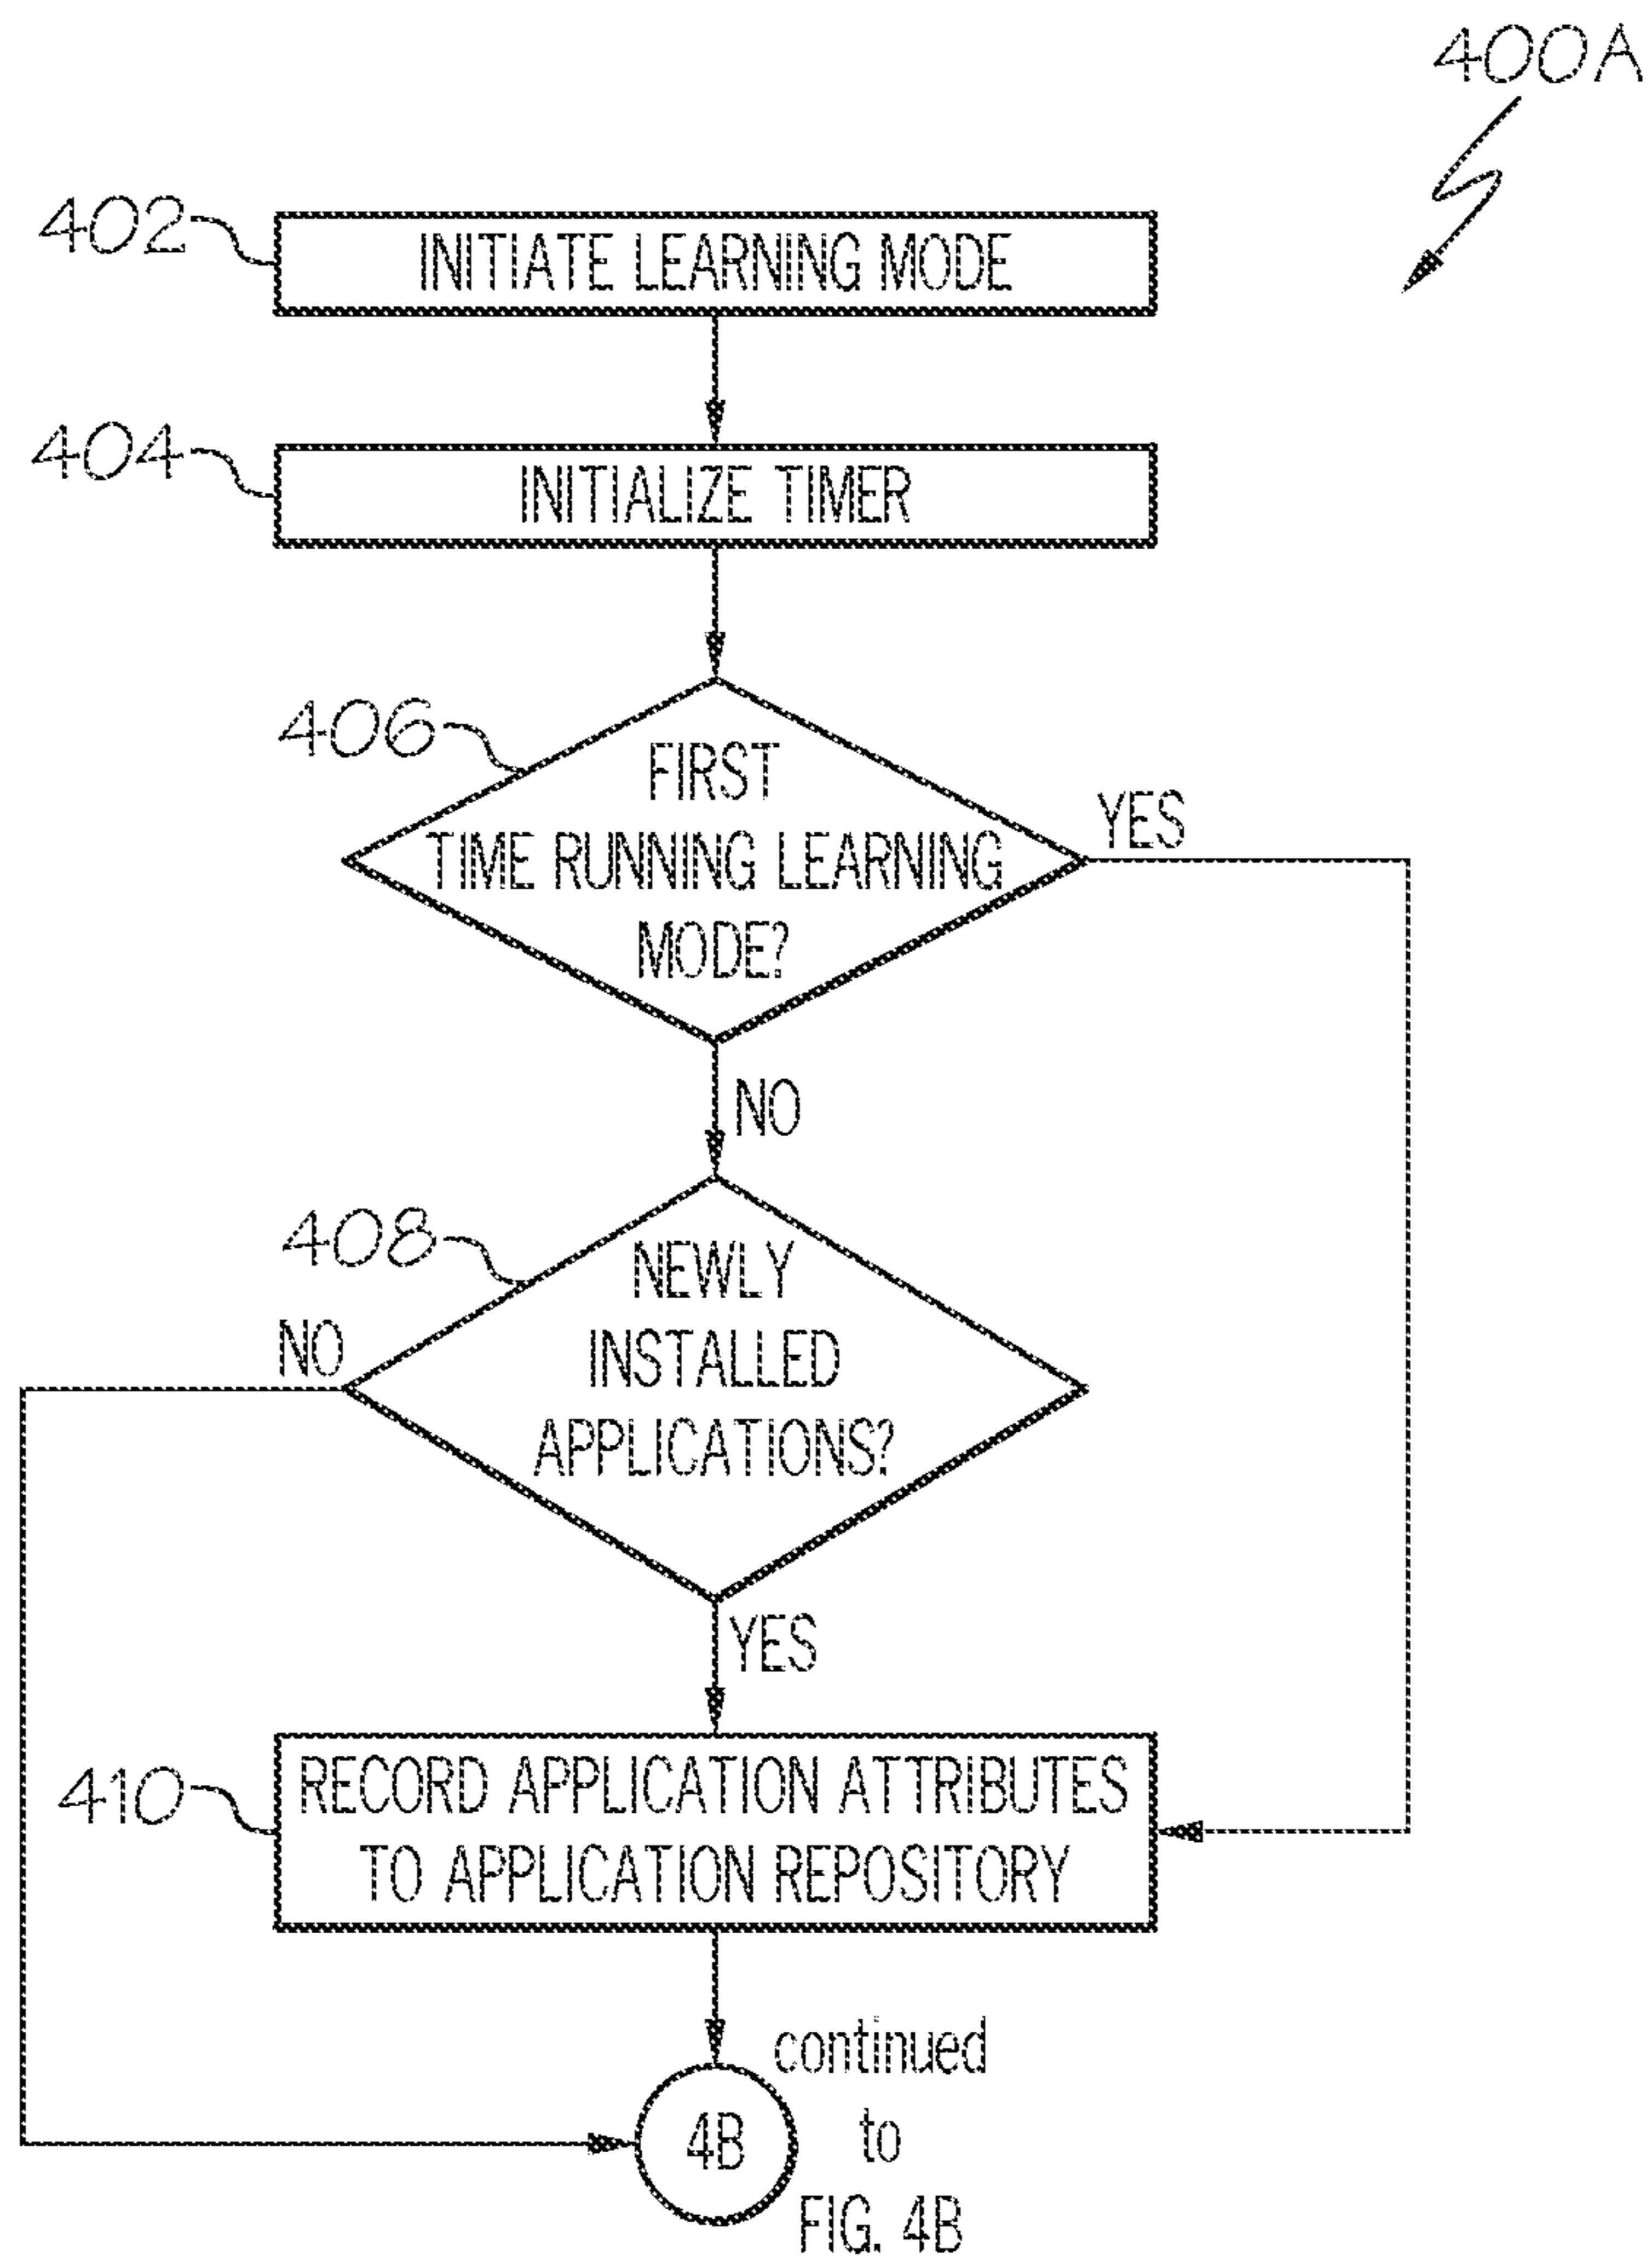 400A
402
INITIATE LEARNING MODE
404
INITIALIZE TIMER
406
FIRST
TIME RUNNING LEARNING
MODE?
YES
NO
408
NEWLY
INSTALLED
APPLICATIONS?
NO
YES
410
RECORD APPLICATION ATTRIBUTES
TO APPLICATION REPOSITORY
4B
continued
to
FIG. 4B